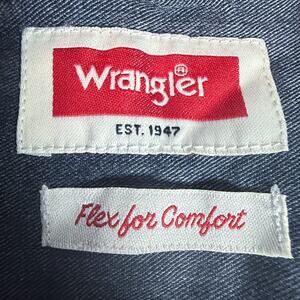 Wrangler®
EST. 1947
Flex for Comfort